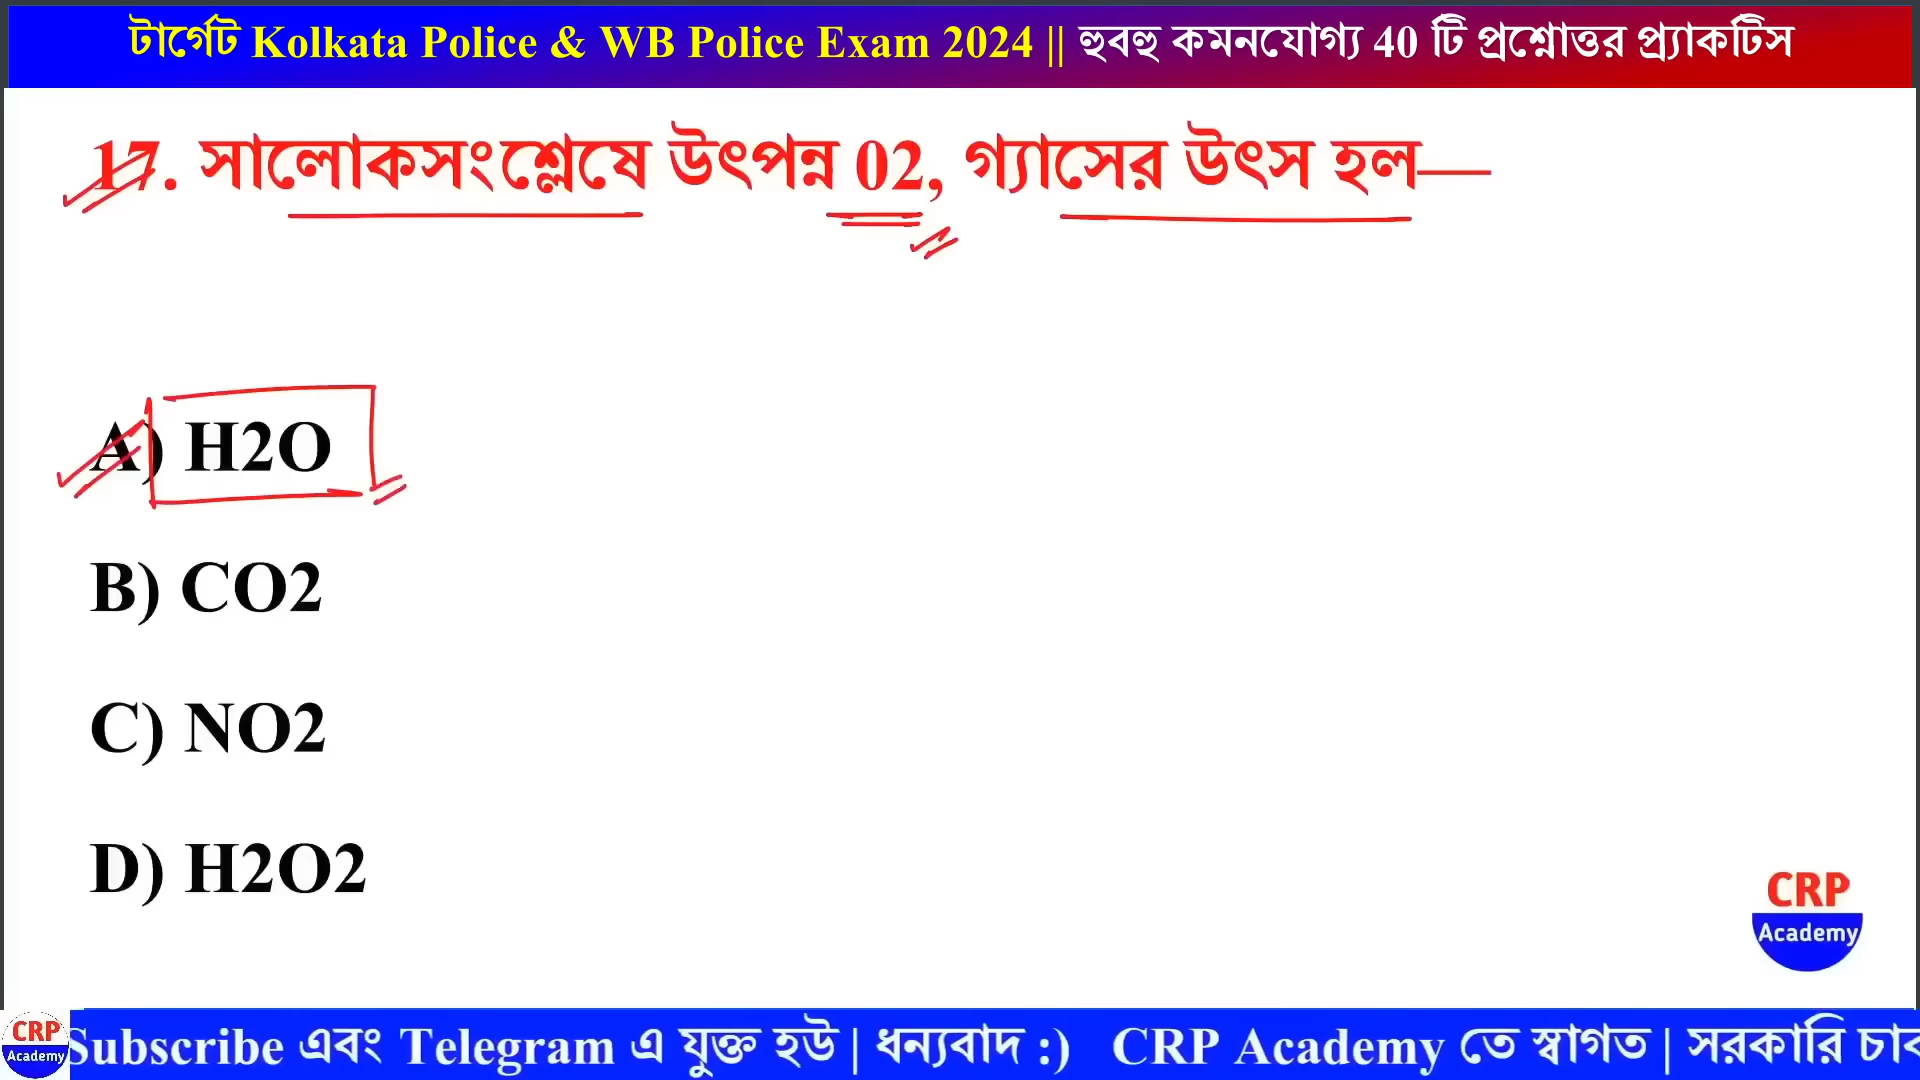 টার্গেট Kolkata Police & WB Police Exam 2024 || হুবহু কমনযোগ্য 40 টি প্রশ্নোত্তর প্র্যাকটিস
17. সালোকসংশ্লেষে উৎপন্ন 02, গ্যাসের উৎস হল—
A) H2O
B) CO2
C) NO2
D) H2O2
CRP
Academy
CRP
Academy
Subscribe এবং Telegram এ যুক্ত হউ | ধন্যবাদ :) CRP Academy তে স্বাগত | সরকারি